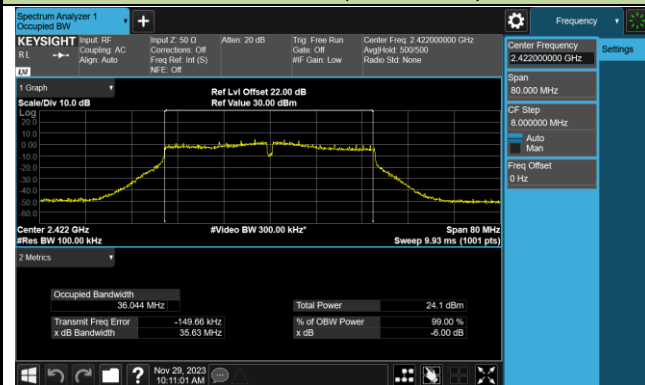 Spectrum Analyzer 1
Occupied BW
Frequency
KEYSIGHT
RL
Input: RF
Coupling: AC
Align: Auto
Input Z: 50 Ω
Corrections: Off
Freq Ref: Int (S)
NFE: Off
Atten: 20 dB
Trig: Free Run
Gate: Off
#IF Gain: Low
Center Freq: 2.422000000 GHz
Avg|Hold: 500/500
Radio Std: None
LXI
1 Graph
Scale/Div 10.0 dB
Ref Lvl Offset 22.00 dB
Ref Value 30.00 dBm
Log
20.0
10.0
0.00
-10.0
-20.0
-30.0
-40.0
-50.0
-60.0
Center 2.422 GHz
#Res BW 100.00 kHz
#Video BW 300.00 kHz*
Span 80 MHz
Sweep 9.93 ms (1001 pts)
2 Metrics
Occupied Bandwidth
36.044 MHz
Transmit Freq Error -149.66 kHz
x dB Bandwidth 35.63 MHz
Total Power 24.1 dBm
% of OBW Power 99.00 %
x dB -6.00 dB
Center Frequency
2.422000000 GHz
Settings
Span
80.000 MHz
CF Step
8.000000 MHz
Auto
Man
Freq Offset
0 Hz
?
Nov 29, 2023
10:11:01 AM